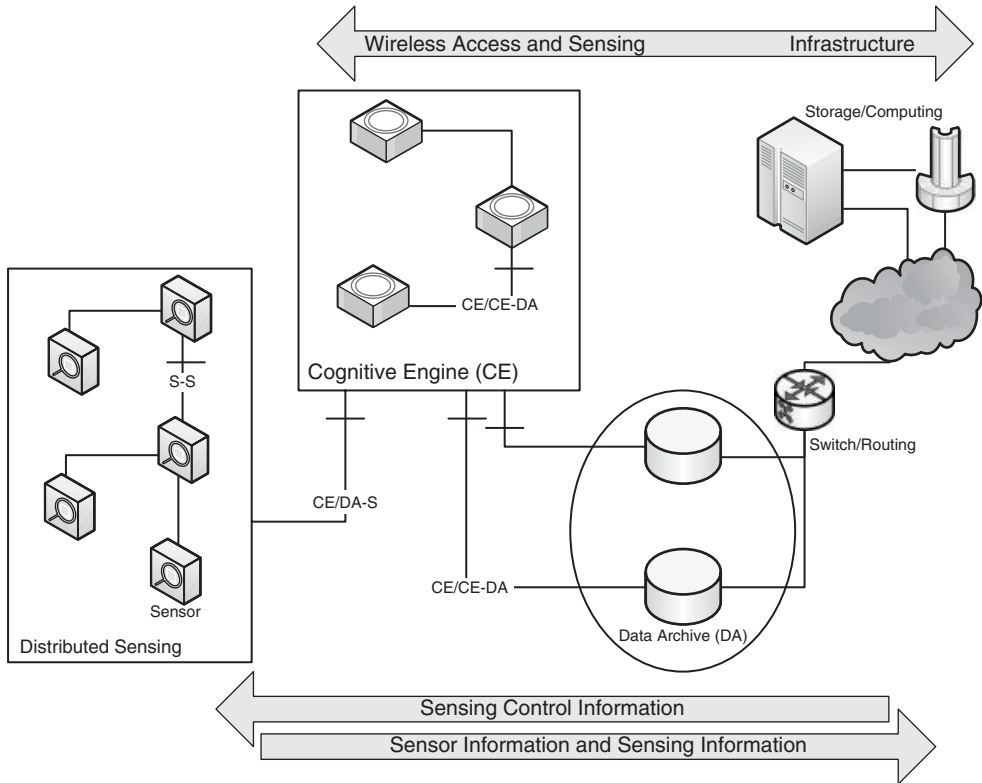 Wireless Access and Sensing
Infrastructure
Storage/Computing
CE/CE-DA
Cognitive Engine (CE)
S-S
Switch/Routing
CE/DA-S
CE/CE-DA
Sensor
Data Archive (DA)
Distributed Sensing
Sensing Control Information
Sensor Information and Sensing Information